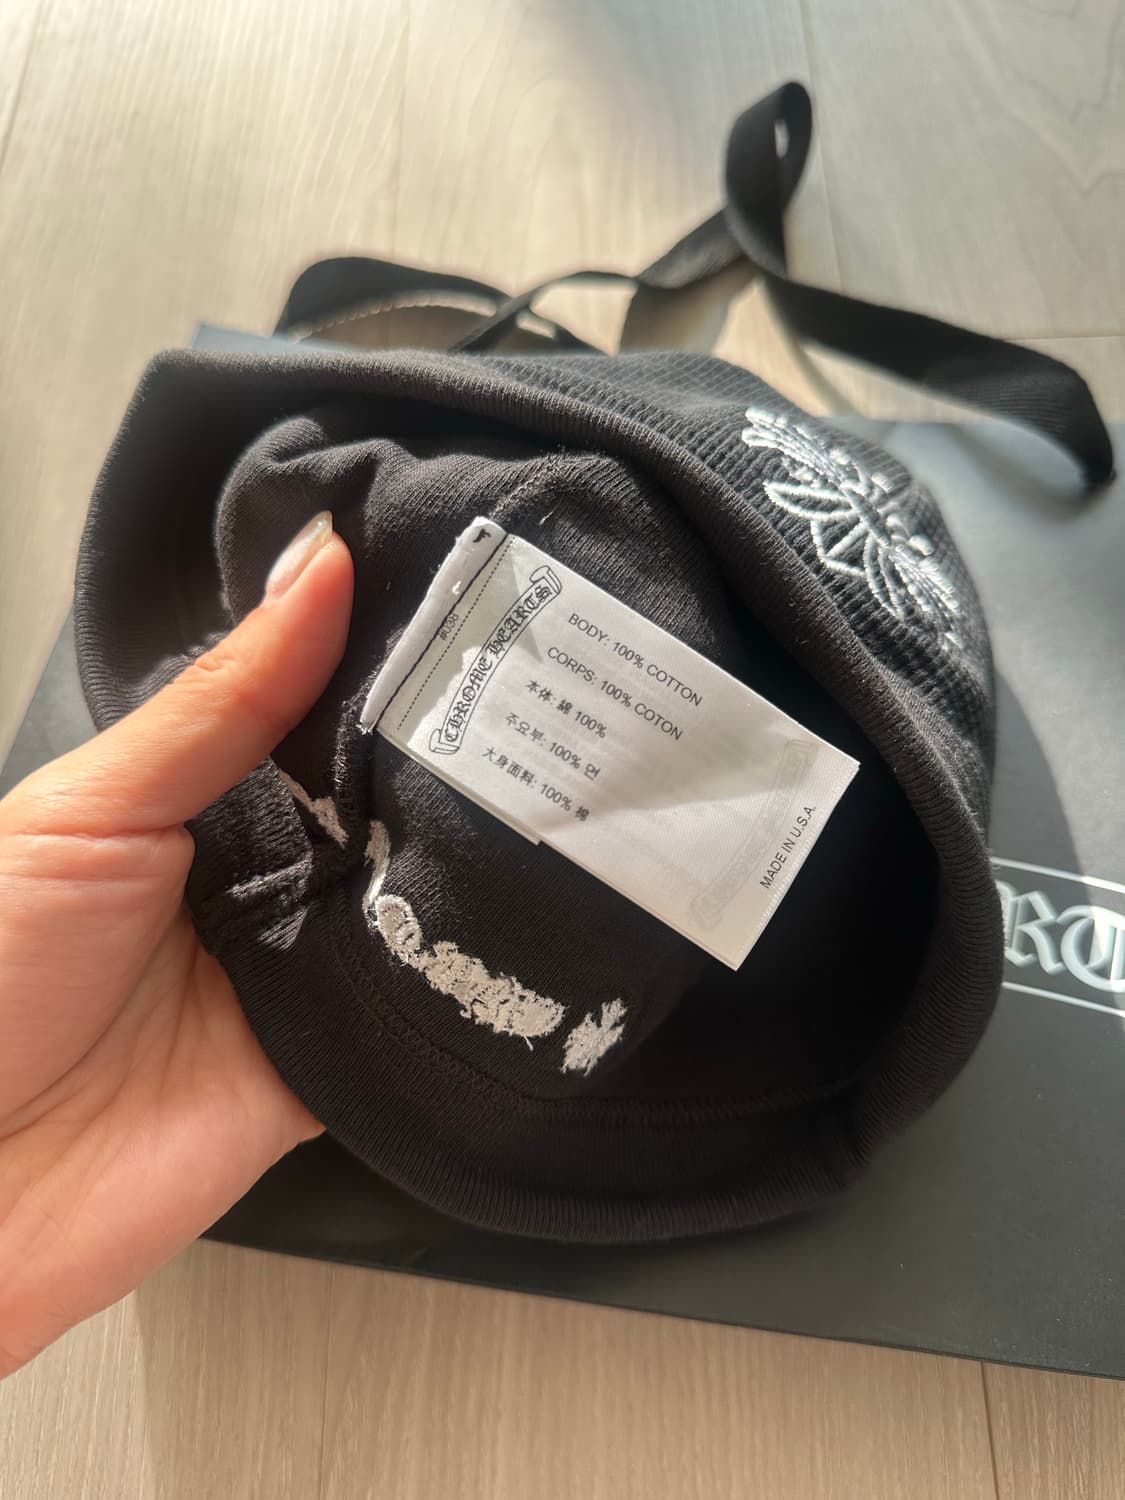 #038
CHROME HEARTS
BODY: 100% COTTON
CORPS: 100% COTON
本体: 綿 100%
주요부: 100% 면
大身面料: 100% 棉
MADE IN U.S.A.